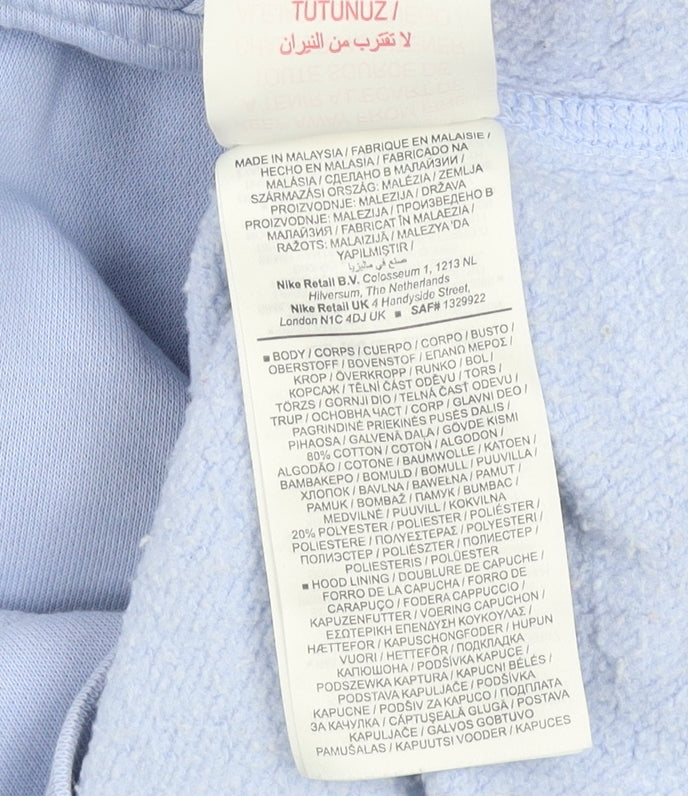 TUTUNUZ /
لا تقترب من النيران
MADE IN MALAYSIA / FABRIQUE EN MALAISIE /
HECHO EN MALASIA / FABRICADO NA
MALÁSIA / СДЕЛАНО В МАЛАЙЗИИ /
SZÁRMAZÁSI ORSZÁG: MALÉZIA / ZEMLJA
PROIZVODNJE: MALEZIJA / DRŽAVA
PROIZVODNJE: MALEZIJA / ПРОИЗВЕДЕНО В
МАЛАЙЗИЯ / FABRICAT ÎN MALAEZIA /
RAŽOTS: MALAIZIJĀ / MALEZYA 'DA
YAPILMIŞTIR /
صنع في ماليزيا
Nike Retail B.V. Colosseum 1, 1213 NL
Hilversum, The Netherlands
Nike Retail UK 4 Handyside Street,
London N1C 4DJ UK ■ SAF# 1329922
■ BODY / CORPS / CUERPO / CORPO / BUSTO /
OBERSTOFF / BOVENSTOF / ΕΠΑΝΩ ΜΕΡΟΣ /
KROP / ÖVERKROPP / RUNKO / BOL /
КОРСАЖ / TĚLNÍ ČÁST ODĚVU / TORS /
TÖRZS / GORNJI DIO / TELNÁ ČASŤ ODEVU /
TRUP / ОСНОВНА ЧАСТ / CORP / GLAVNI DEO /
PAGRINDINĖ PRIEKINĖS PUSĖS DALIS /
PIHAOSA / GALVENĀ DAĻA / GÖVDE KISMI
80% COTTON / COTON / ALGODON /
ALGODÃO / COTONE / BAUMWOLLE / KATOEN /
ΒΑΜΒΑΚΕΡΟ / BOMULD / BOMULL / PUUVILLA /
ХЛОПОК / BAVLNA / BAWEŁNA / PAMUT /
PAMUK / BOMBAŽ / ПАМУК / BUMBAC /
MEDVILNĖ / PUUVILL / KOKVILNA
20% POLYESTER / POLIESTER / POLIÉSTER /
POLIESTERE / ΠΟΛΥΕΣΤΕΡΑΣ / POLYESTERI /
ПОЛИЭСТЕР / POLIÉSZTER / ПОЛИЕСТЕР /
POLIESTERIS / POLÜESTER
■ HOOD LINING / DOUBLURE DE CAPUCHE /
FORRO DE LA CAPUCHA / FORRO DE
CARAPUÇO / FODERA CAPPUCCIO /
KAPUZENFUTTER / VOERING CAPUCHON /
ΕΣΩΤΕΡΙΚΗ ΕΠΕΝΔΥΣΗ ΚΟΥΚΟΥΛΑΣ /
HÆTTEFOR / KAPUSCHONGFODER / HUPUN
VUORI / HETTEFÔR / ПОДКЛАДКА
КАПЮШОНА / PODŠÍVKA KAPUCE /
PODSZEWKA KAPTURA / KAPUCNI BÉLÉS /
PODSTAVA KAPULJAČE / PODŠÍVKA
KAPUCNE / PODŠIV ZA KAPUCO / ПОДПЛАТА
ЗА КАЧУЛКА / CĂPTUŞEALĂ GLUGĂ / POSTAVA
KAPULJAČE / GALVOS GOBTUVO
PAMUŠALAS / KAPUUTSI VOODER / KAPUCES